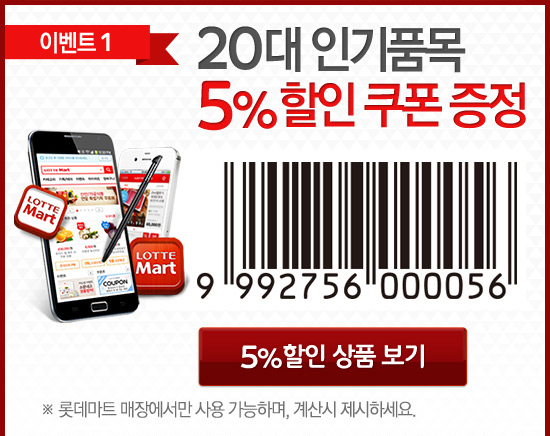 이벤트 1
20대 인기품목
5% 할인 쿠폰 증정
LOTTE Mart
LOTTE
Mart
LOTTE
Mart
COUPON
9 992756 000056
5%할인 상품 보기
※ 롯데마트 매장에서만 사용 가능하며, 계산시 제시하세요.